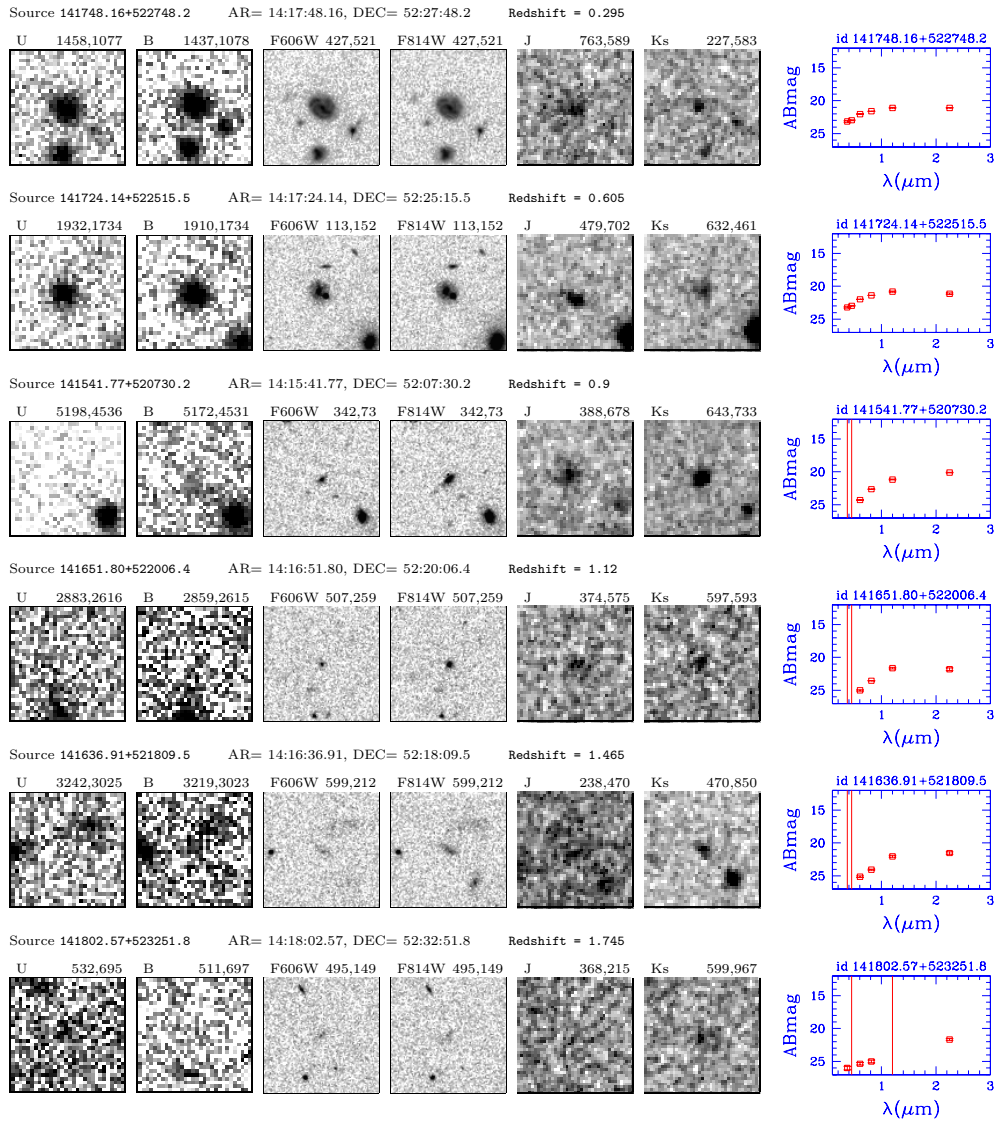 Source 141748.16+522748.2 AR= 14:17:48.16, DEC= 52:27:48.2 Redshift = 0.295
U 1458,1077 B 1437,1078 F606W 427,521 F814W 427,521 J 763,589 Ks 227,583
id 141748.16+522748.2
ABmag
15
20
25
1 2 3
λ(μm)
Source 141724.14+522515.5 AR= 14:17:24.14, DEC= 52:25:15.5 Redshift = 0.605
U 1932,1734 B 1910,1734 F606W 113,152 F814W 113,152 J 479,702 Ks 632,461
id 141724.14+522515.5
ABmag
15
20
25
1 2 3
λ(μm)
Source 141541.77+520730.2 AR= 14:15:41.77, DEC= 52:07:30.2 Redshift = 0.9
U 5198,4536 B 5172,4531 F606W 342,73 F814W 342,73 J 388,678 Ks 643,733
id 141541.77+520730.2
ABmag
15
20
25
1 2 3
λ(μm)
Source 141651.80+522006.4 AR= 14:16:51.80, DEC= 52:20:06.4 Redshift = 1.12
U 2883,2616 B 2859,2615 F606W 507,259 F814W 507,259 J 374,575 Ks 597,593
id 141651.80+522006.4
ABmag
15
20
25
1 2 3
λ(μm)
Source 141636.91+521809.5 AR= 14:16:36.91, DEC= 52:18:09.5 Redshift = 1.465
U 3242,3025 B 3219,3023 F606W 599,212 F814W 599,212 J 238,470 Ks 470,850
id 141636.91+521809.5
ABmag
15
20
25
1 2 3
λ(μm)
Source 141802.57+523251.8 AR= 14:18:02.57, DEC= 52:32:51.8 Redshift = 1.745
U 532,695 B 511,697 F606W 495,149 F814W 495,149 J 368,215 Ks 599,967
id 141802.57+523251.8
ABmag
15
20
25
1 2 3
λ(μm)